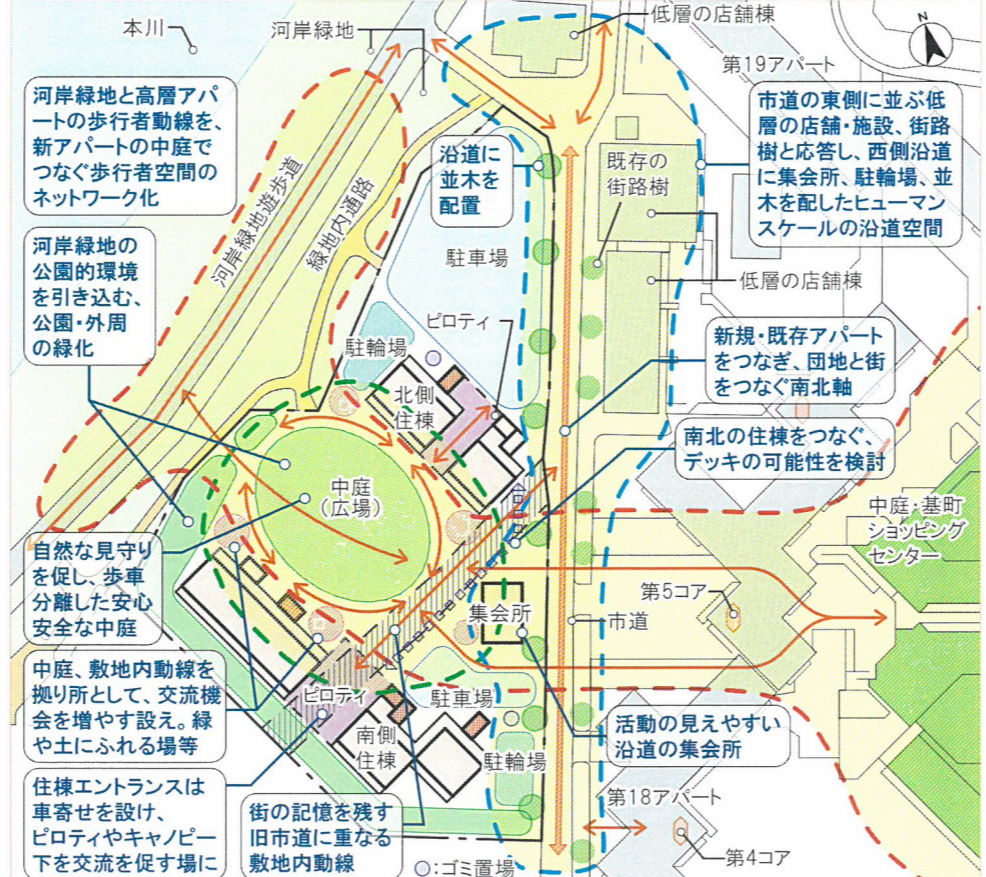 本川
河岸緑地
低層の店舗棟
N
第19アパート
河岸緑地と高層アパ
ートの歩行者動線を、
新アパートの中庭で
つなぐ歩行者空間の
ネットワーク化
沿道に
並木を
配置
既存の
街路樹
市道の東側に並ぶ低
層の店舗・施設、街路
樹と応答し、西側沿道
に集会所、駐輪場、並
木を配したヒューマン
スケールの沿道空間
河岸緑地遊歩道
緑地内通路
駐車場
低層の店舗棟
河岸緑地の
公園的環境
を引き込む、
公園・外周
の緑化
ピロティ
駐輪場
新規・既存アパート
をつなぎ、団地と街
をつなぐ南北軸
北側
住棟
南北の住棟をつなぐ、
デッキの可能性を検討
中庭
(広場)
中庭・基町
ショッピング
センター
自然な見守り
を促し、歩車
分離した安心
安全な中庭
第5コア
集会所
市道
中庭、敷地内動線を
拠り所として、交流機
会を増やす設え。緑
や土にふれる場等
ピロティ
駐車場
南側
住棟
駐輪場
活動の見えやすい
沿道の集会所
住棟エントランスは
車寄せを設け、
ピロティやキャノピー
下を交流を促す場に
街の記憶を残す
旧市道に重なる
敷地内動線
第18アパート
第4コア
○:ゴミ置場